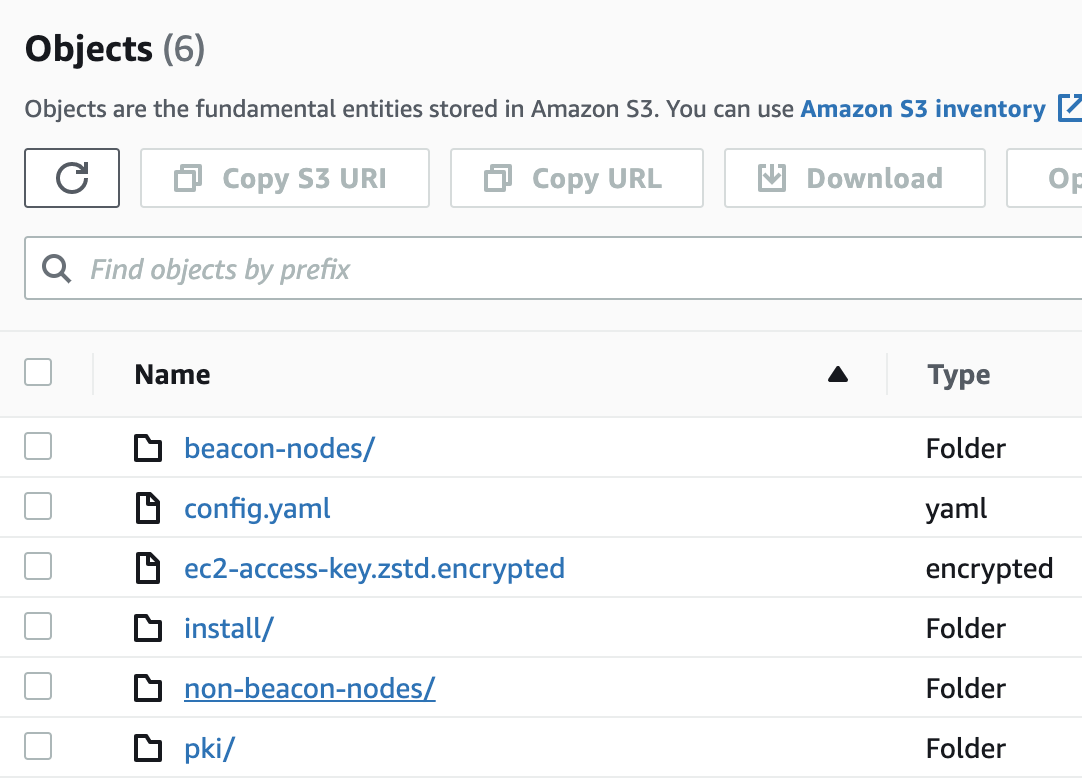 Objects (6)
Objects are the fundamental entities stored in Amazon S3. You can use Amazon S3 inventory
Copy S3 URI Copy URL Download Op
Find objects by prefix
Name Type
beacon-nodes/ Folder
config.yaml yaml
ec2-access-key.zstd.encrypted encrypted
install/ Folder
non-beacon-nodes/ Folder
pki/ Folder